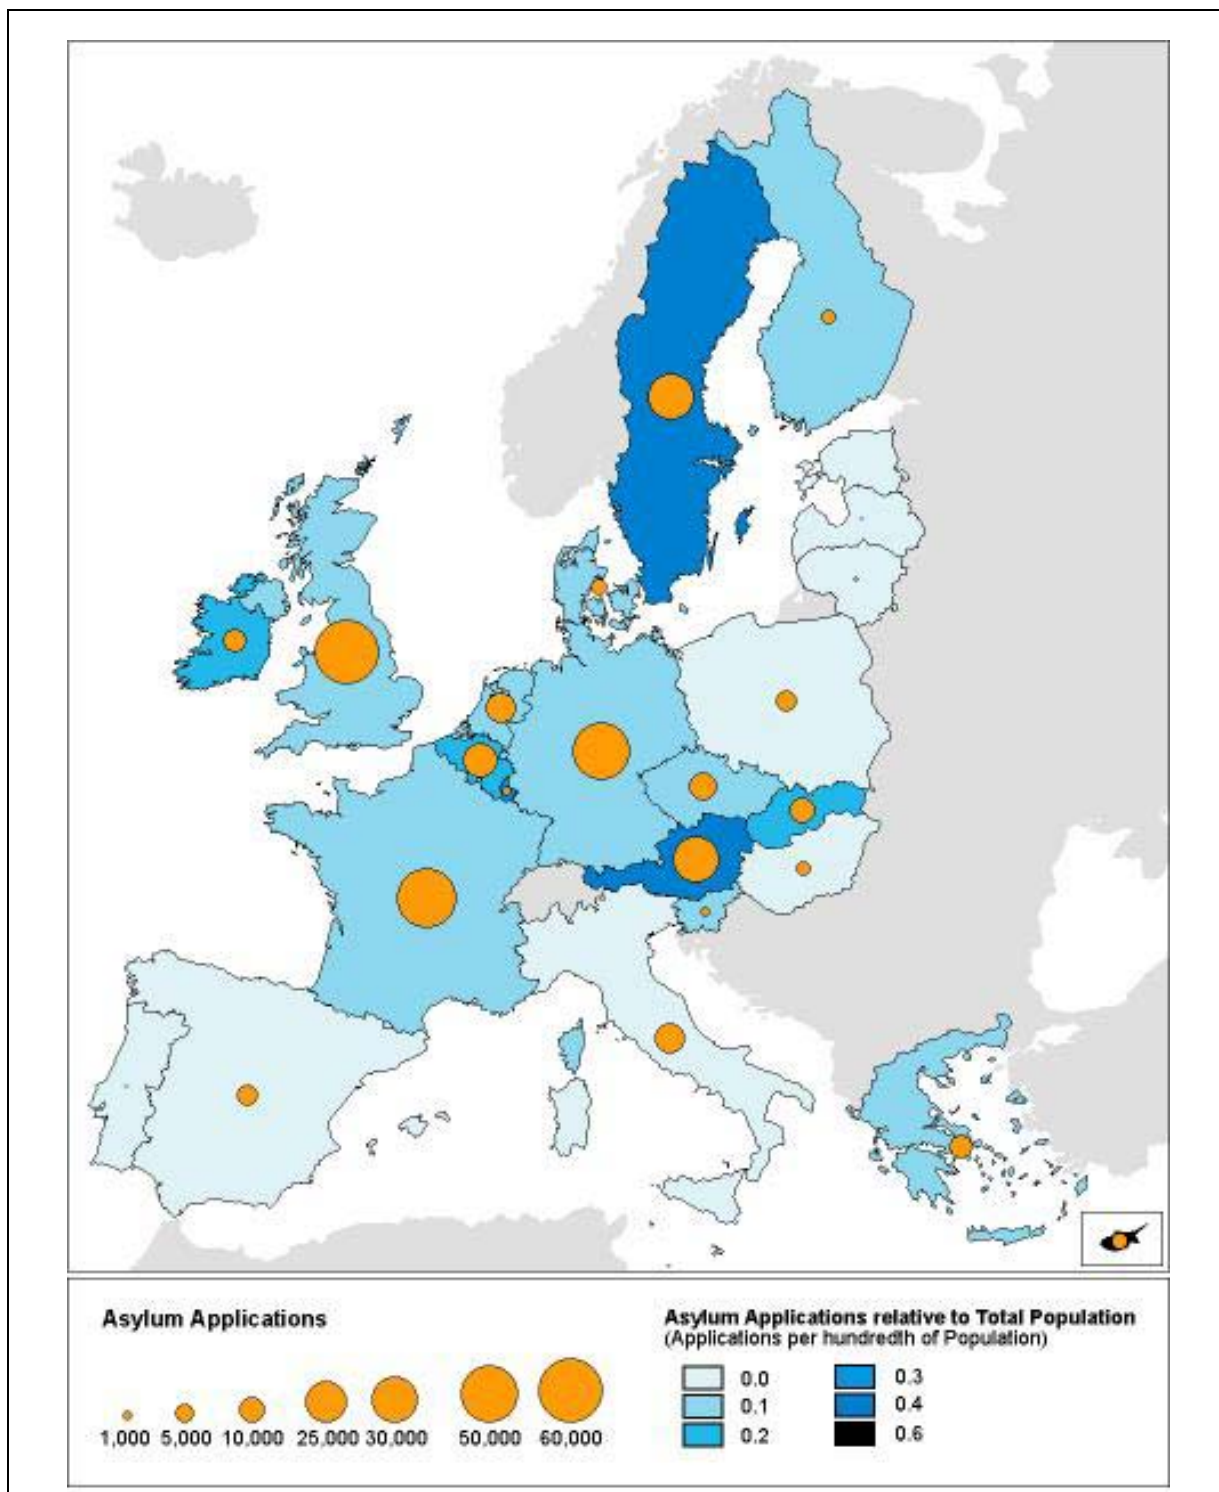 Asylum Applications
1,000 5,000 10,000 25,000 30,000 50,000 60,000
Asylum Applications relative to Total Population
(Applications per hundredth of Population)
0.0
0.1
0.2
0.3
0.4
0.6